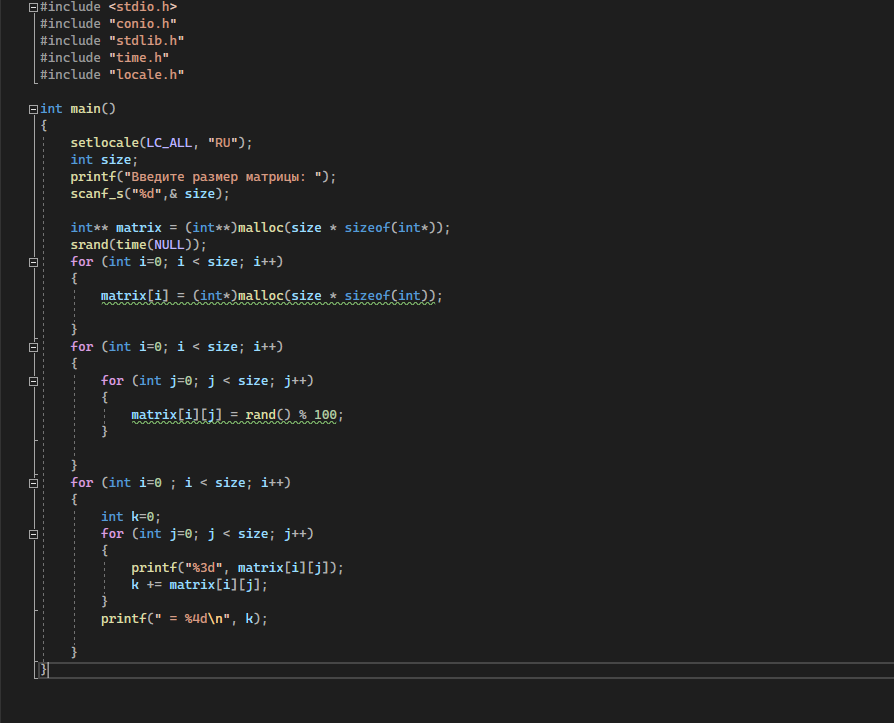 #include <stdio.h>
#include "conio.h"
#include "stdlib.h"
#include "time.h"
#include "locale.h"
int main()
{
setlocale(LC_ALL, "RU");
int size;
printf("Введите размер матрицы: ");
scanf_s("%d",& size);
int** matrix = (int**)malloc(size * sizeof(int*));
srand(time(NULL));
for (int i=0; i < size; i++)
{
matrix[i] = (int*)malloc(size * sizeof(int));
}
for (int i=0; i < size; i++)
{
for (int j=0; j < size; j++)
{
matrix[i][j] = rand() % 100;
}
}
for (int i=0 ; i < size; i++)
{
int k=0;
for (int j=0; j < size; j++)
{
printf("%3d", matrix[i][j]);
k += matrix[i][j];
}
printf(" = %4d\n", k);
}
}